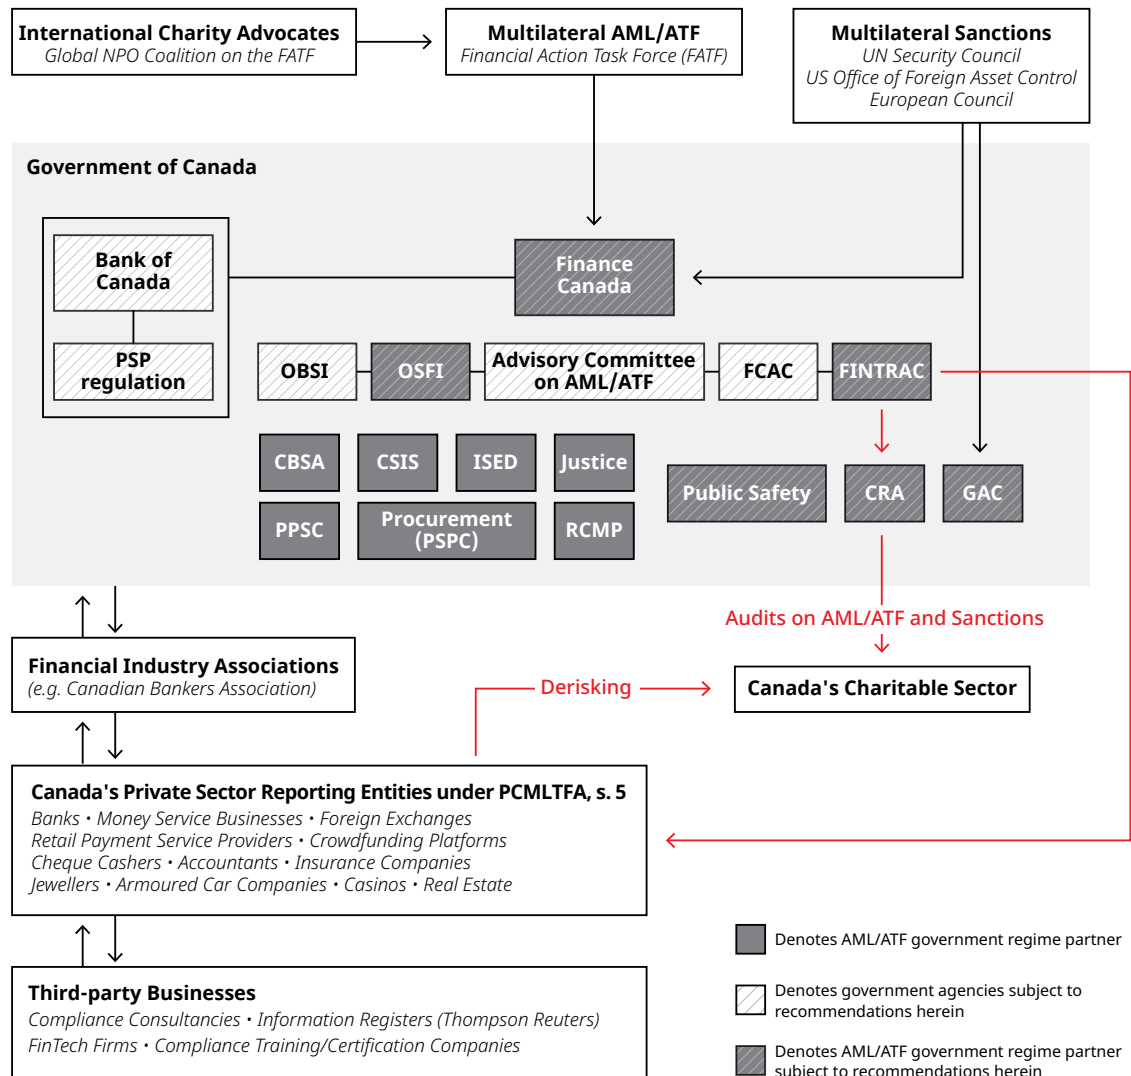 International Charity Advocates
Global NPO Coalition on the FATF
Multilateral AML/ATF
Financial Action Task Force (FATF)
Multilateral Sanctions
UN Security Council
US Office of Foreign Asset Control
European Council
Government of Canada
Bank of
Canada
PSP
regulation
Finance
Canada
OBSI
OSFI
Advisory Committee
on AML/ATF
FCAC
FINTRAC
CBSA
CSIS
ISED
Justice
PPSC
Procurement
(PSPC)
RCMP
Public Safety
CRA
GAC
Audits on AML/ATF and Sanctions
Financial Industry Associations
(e.g. Canadian Bankers Association)
Derisking
Canada's Charitable Sector
Canada's Private Sector Reporting Entities under PCMLTFA, s. 5
Banks • Money Service Businesses • Foreign Exchanges
Retail Payment Service Providers • Crowdfunding Platforms
Cheque Cashers • Accountants • Insurance Companies
Jewellers • Armoured Car Companies • Casinos • Real Estate
Third-party Businesses
Compliance Consultancies • Information Registers (Thompson Reuters)
FinTech Firms • Compliance Training/Certification Companies
Denotes AML/ATF government regime partner
Denotes government agencies subject to
recommendations herein
Denotes AML/ATF government regime partner
subject to recommendations herein